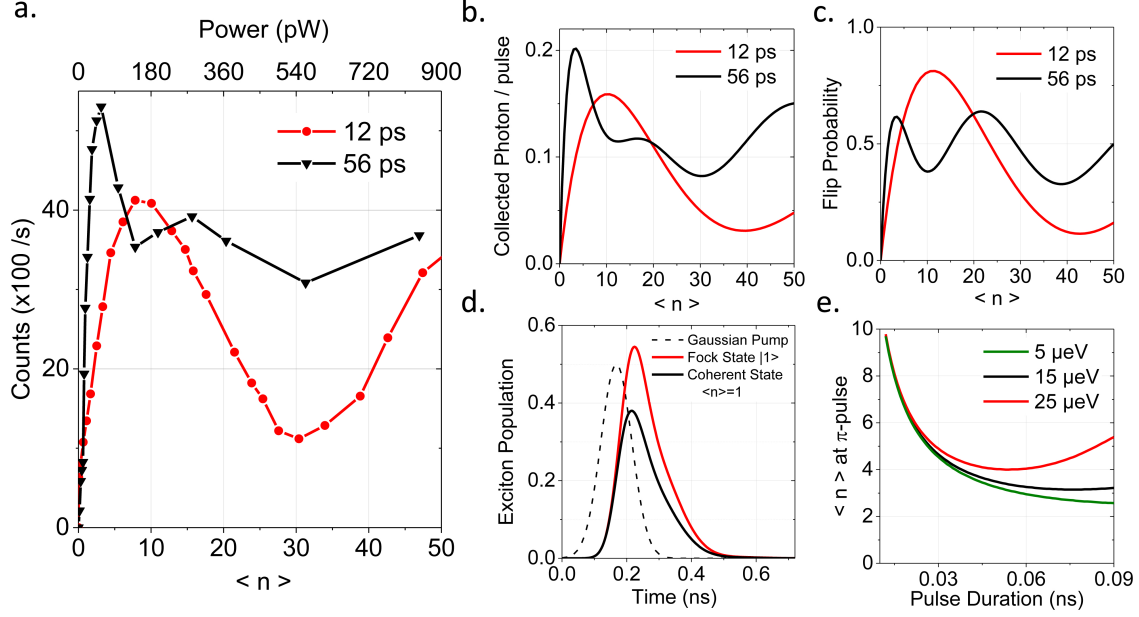 a.
Power (pW)
0 180 360 540 720 900
12 ps
56 ps
Counts (x100 /s)
40
20
0
0 10 20 30 40 50
< n >
b.
Collected Photon / pulse
12 ps
56 ps
0.2
0.1
0.0
0 10 20 30 40 50
< n >
c.
Flip Probability
12 ps
56 ps
1.0
0.5
0.0
0 10 20 30 40 50
< n >
d.
Exciton Population
Gaussian Pump
Fock State |1>
Coherent State
<n>=1
0.6
0.4
0.2
0.0
0.0 0.2 0.4 0.6
Time (ns)
e.
< n > at π-pulse
5 µeV
15 µeV
25 µeV
10
8
6
4
2
0
0.03 0.06 0.09
Pulse Duration (ns)